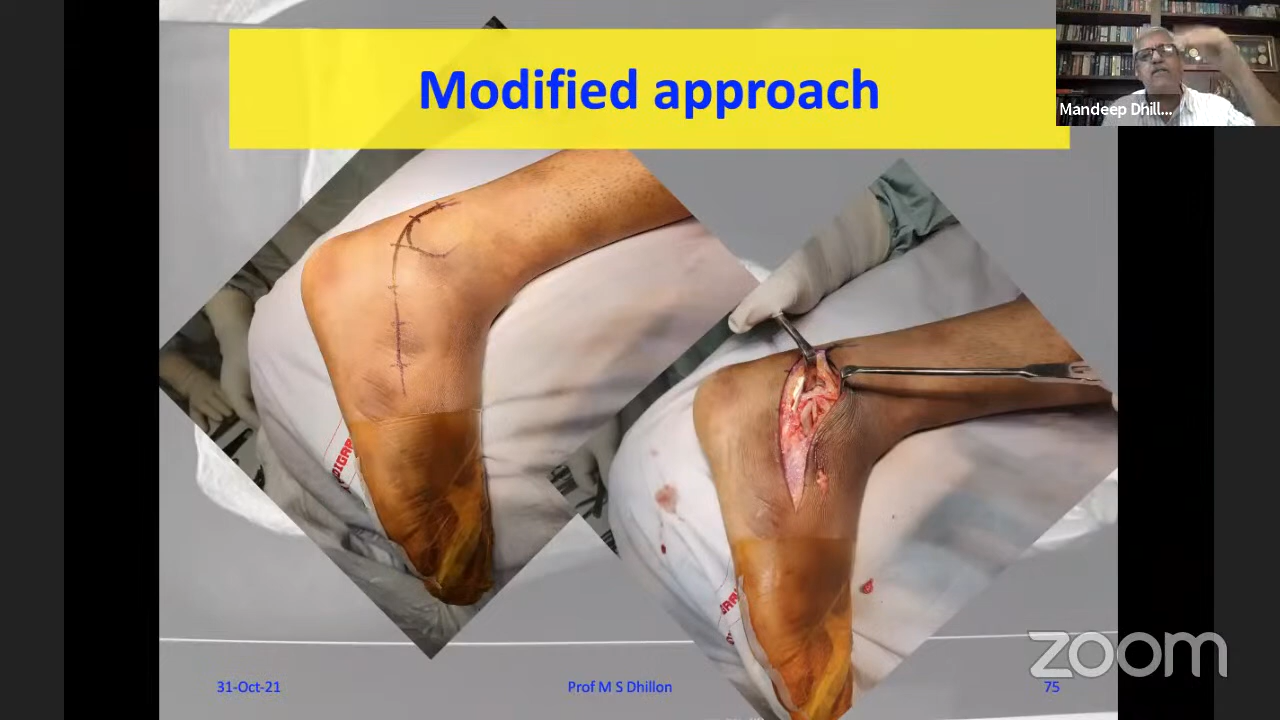 Modified approach
Mandeep Dhill...
31-Oct-21
Prof M S Dhillon
75
zoom